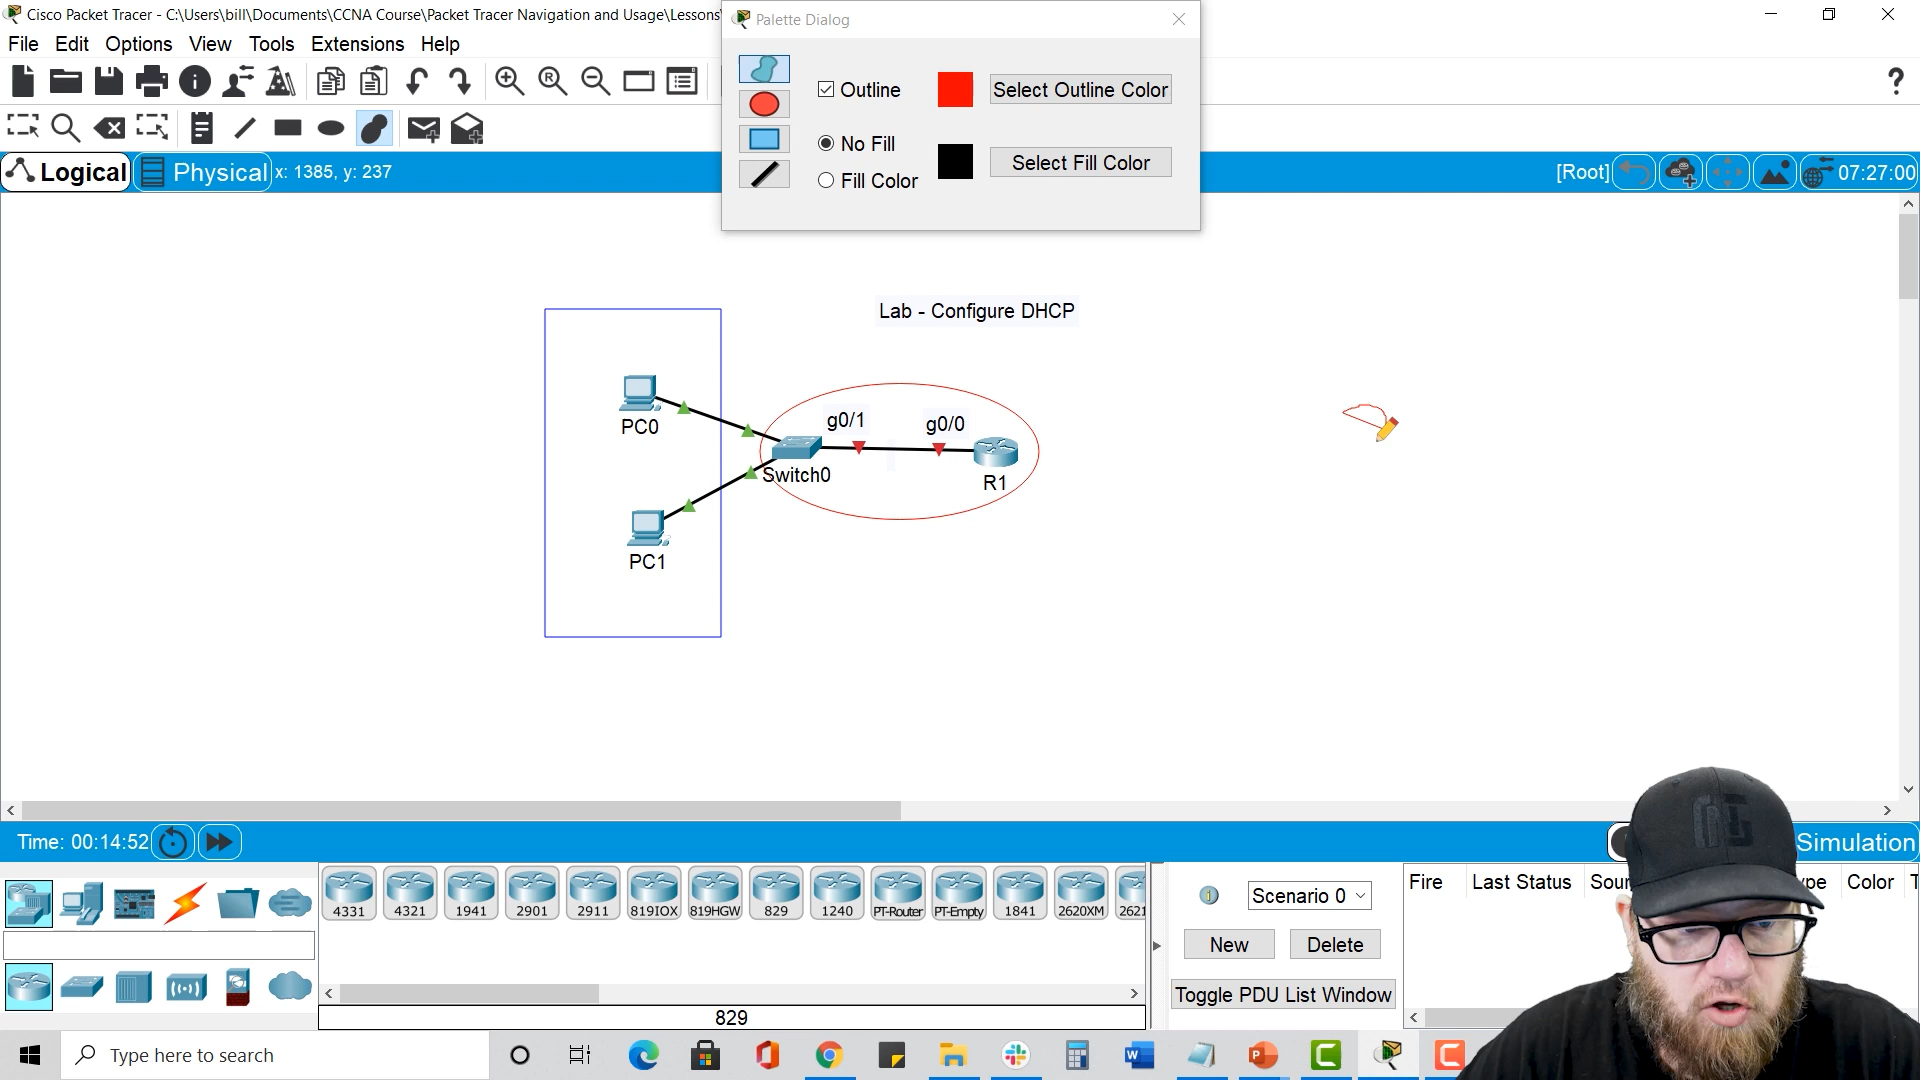 Cisco Packet Tracer - C:\Users\bill\Documents\CCNA Course\Packet Tracer Navigation and Usage\Lessons
Palette Dialog
File Edit Options View Tools Extensions Help
Outline
Select Outline Color
No Fill
Select Fill Color
Fill Color
Logical
Physical
x: 1385, y: 237
[Root]
07:27:00
Lab - Configure DHCP
PC0
g0/1
g0/0
Switch0
R1
PC1
Time: 00:14:52
Simulation
4331
4321
1941
2901
2911
819IOX
819HGW
829
1240
PT-Router
PT-Empty
1841
2620XM
2621
Scenario 0
New
Delete
Toggle PDU List Window
Fire
Last Status
Color
829
Type here to search